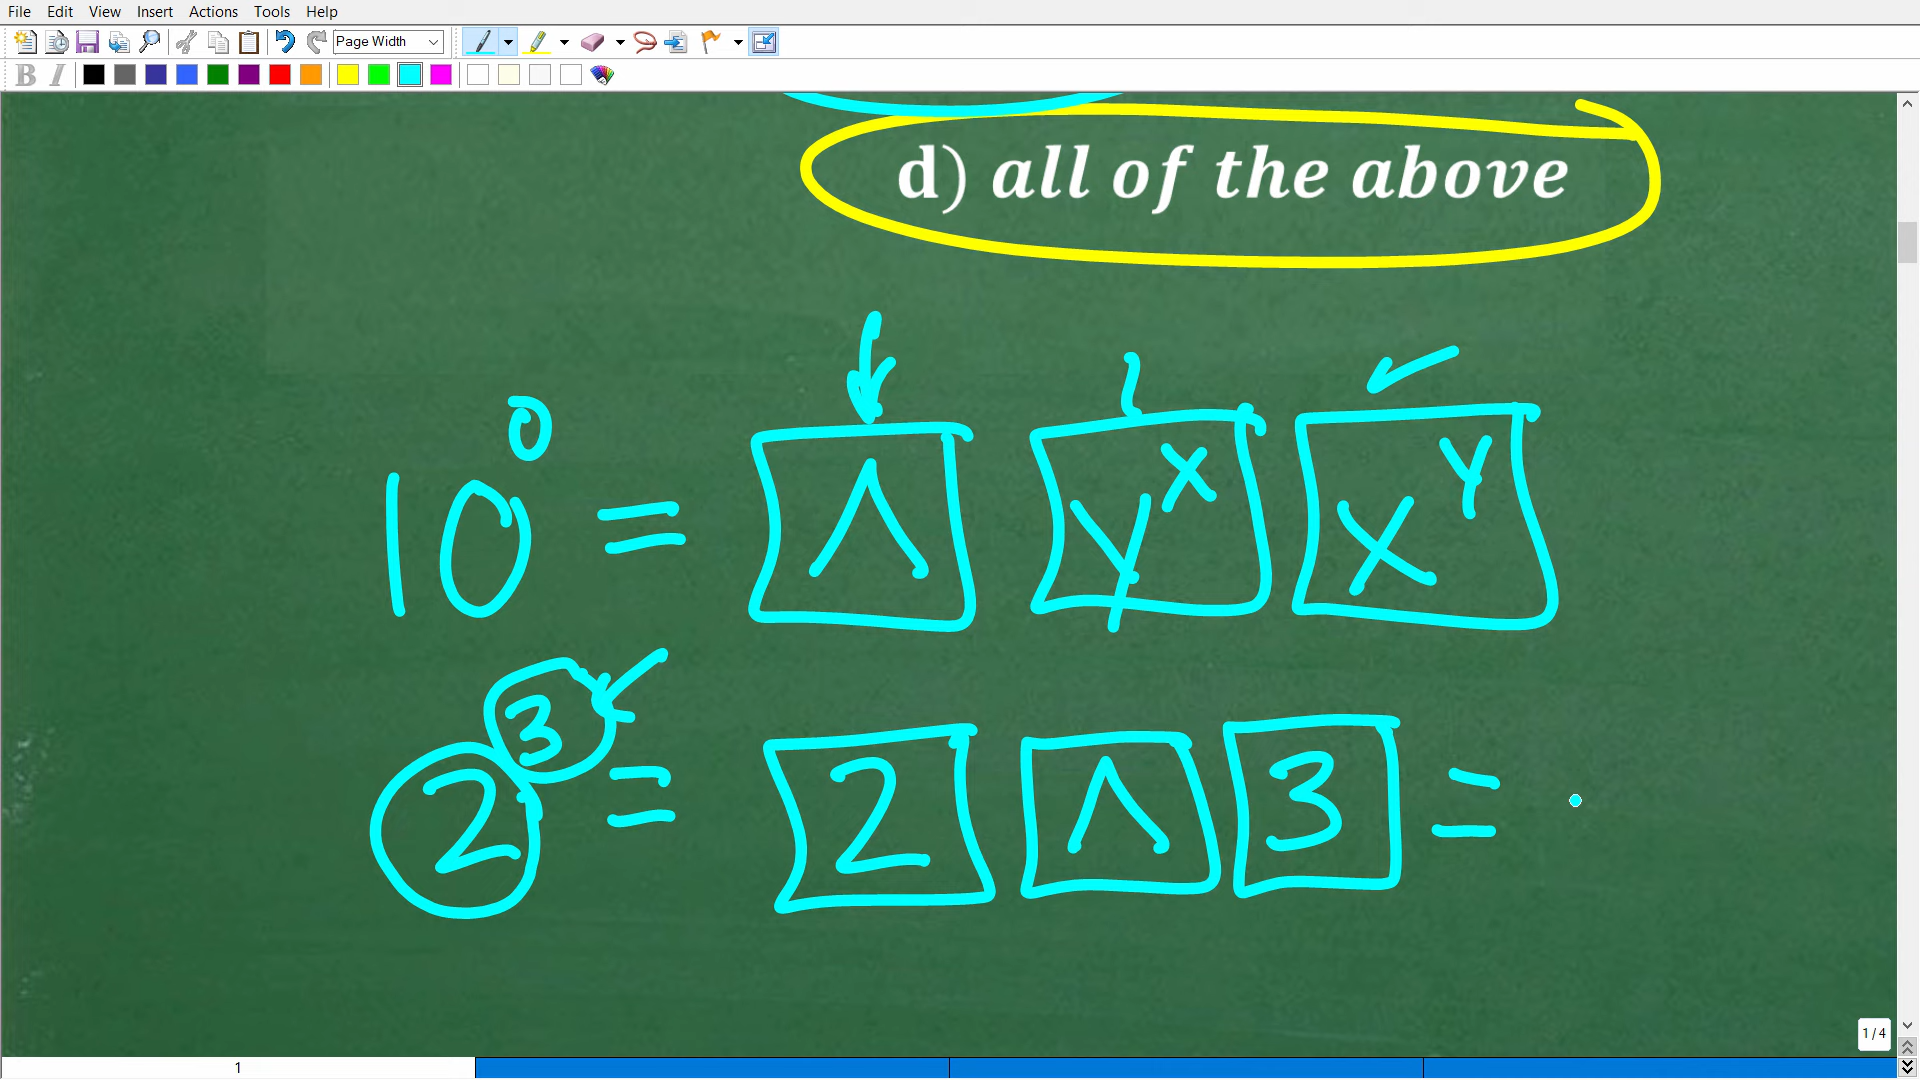 File Edit View Insert Actions Tools Help
Page Width
B I
d) all of the above
10^0 = ^ y^x x^y
2^3 = 2 ^ 3 =
1 / 4
1